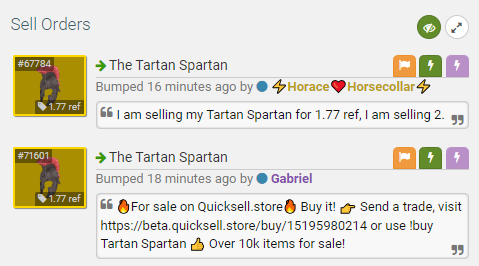 Sell Orders
#67784
The Tartan Spartan
1.77 ref
Bumped 16 minutes ago by ⚡Horace❤️Horsecollar⚡
❝ I am selling my Tartan Spartan for 1.77 ref, I am selling 2. ❞
#71601
The Tartan Spartan
1.77 ref
Bumped 18 minutes ago by Gabriel
❝ 🔥For sale on Quicksell.store🔥 Buy it! 👉 Send a trade, visit
https://beta.quicksell.store/buy/15195980214 or use !buy
Tartan Spartan 👍 Over 10k items for sale! ❞